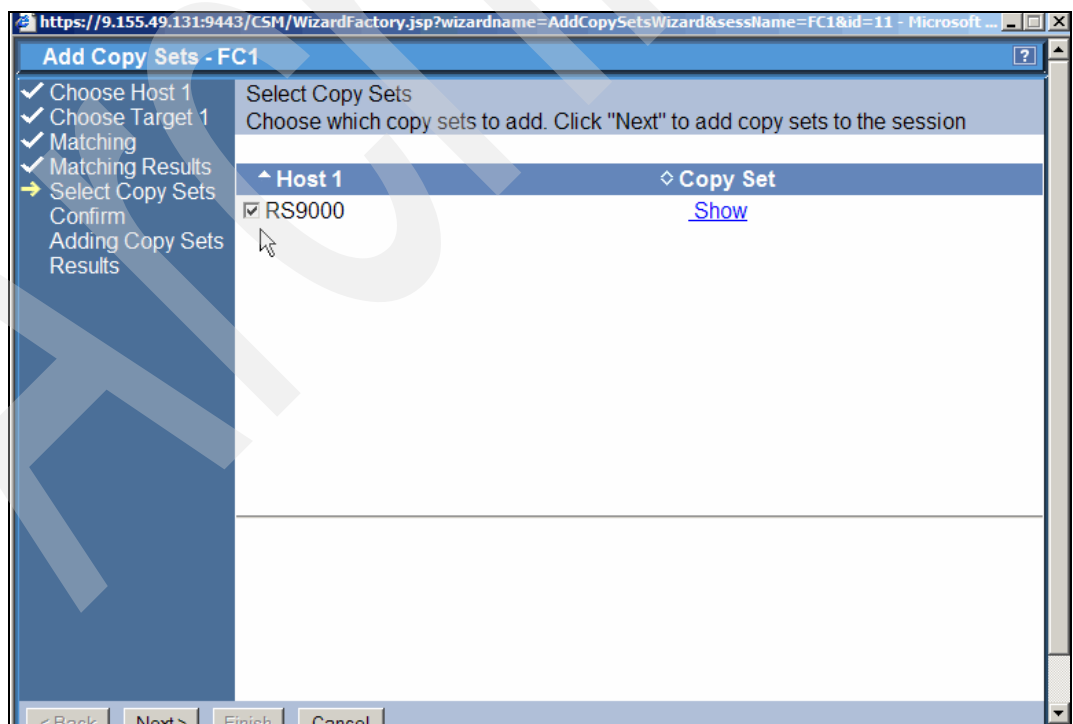 https://9.155.49.131:9443/CSM/WizardFactory.jsp?wizardname=AddCopySetsWizard&sessName=FC1&id=11 - Microsoft ...
Add Copy Sets - FC1
?
Choose Host 1
Choose Target 1
Matching
Matching Results
Select Copy Sets
Confirm
Adding Copy Sets
Results
Select Copy Sets
Choose which copy sets to add. Click "Next" to add copy sets to the session
Host 1 Copy Set
RS9000 Show
< Back Next > Finish Cancel